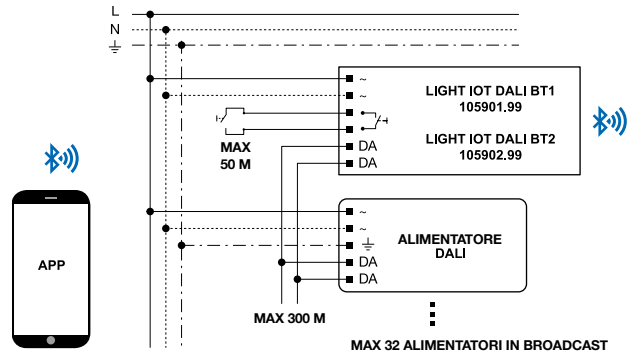 L
N
~
~
LIGHT IOT DALI BT1
105901.99
LIGHT IOT DALI BT2
105902.99
MAX
50 M
DA
DA
APP
~
~
ALIMENTATORE
DALI
DA
DA
MAX 300 M
MAX 32 ALIMENTATORI IN BROADCAST